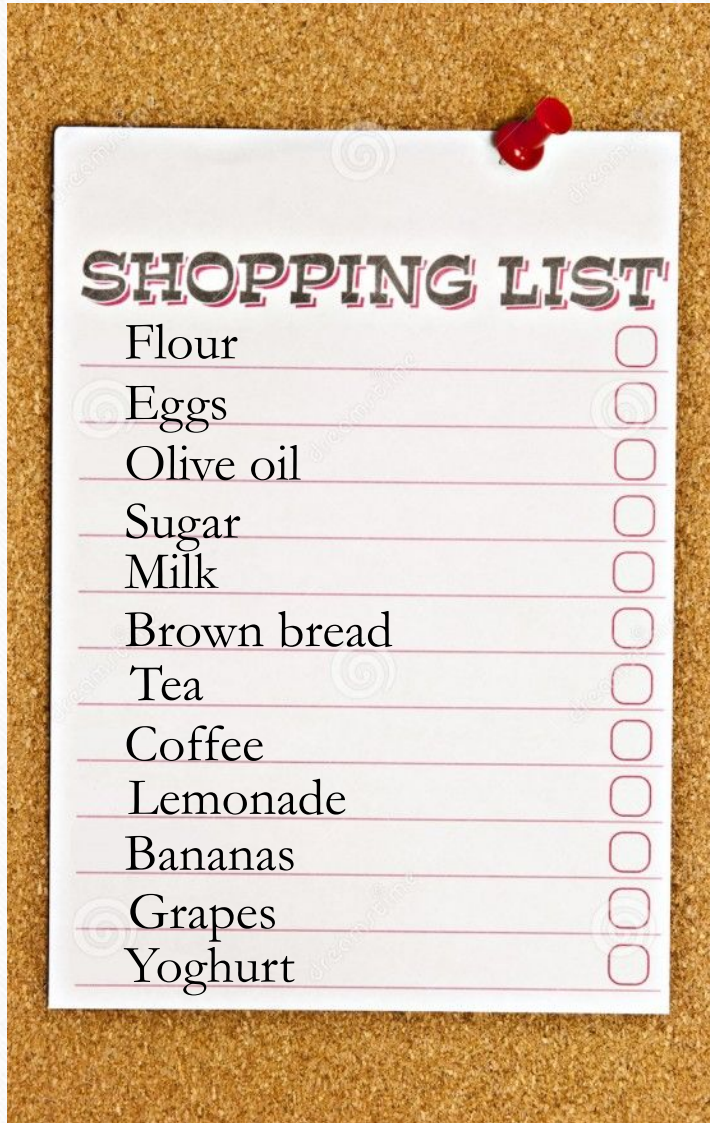 SHOPPING LIST
Flour
Eggs
Olive oil
Sugar
Milk
Brown bread
Tea
Coffee
Lemonade
Bananas
Grapes
Yoghurt